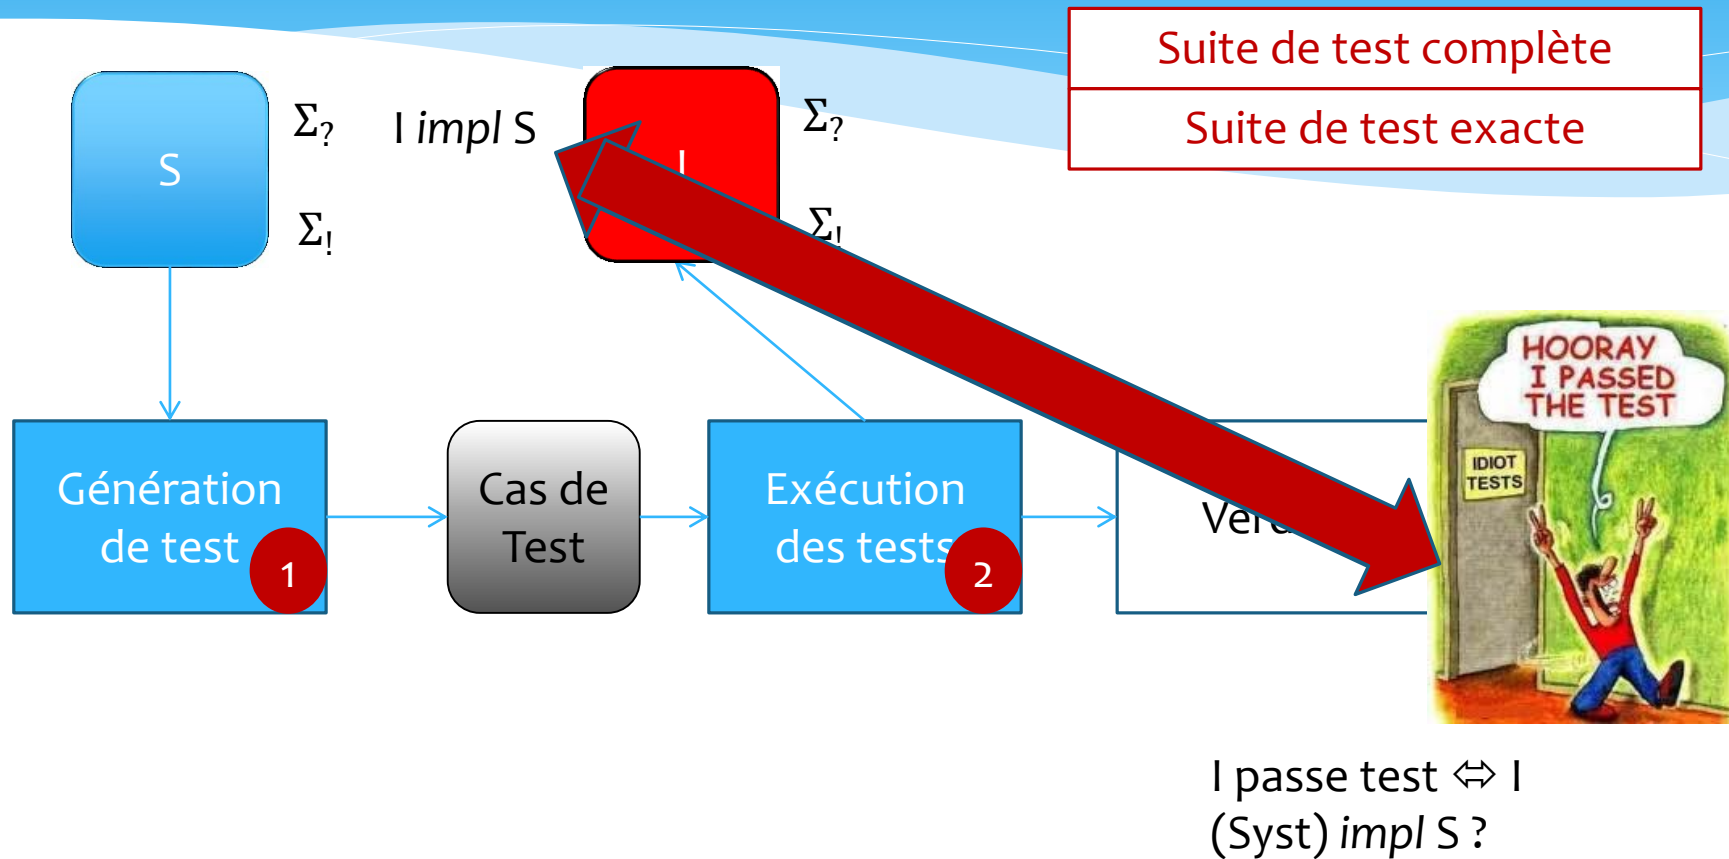 Suite de test complète
Suite de test exacte
S
Σ?
Σ!
I impl S
I
Σ?
Σ!
Génération
de test
1
Cas de
Test
Exécution
des tests
2
HOORAY
I PASSED
THE TEST
IDIOT
TESTS
I passe test ⇔ I
(Syst) impl S ?